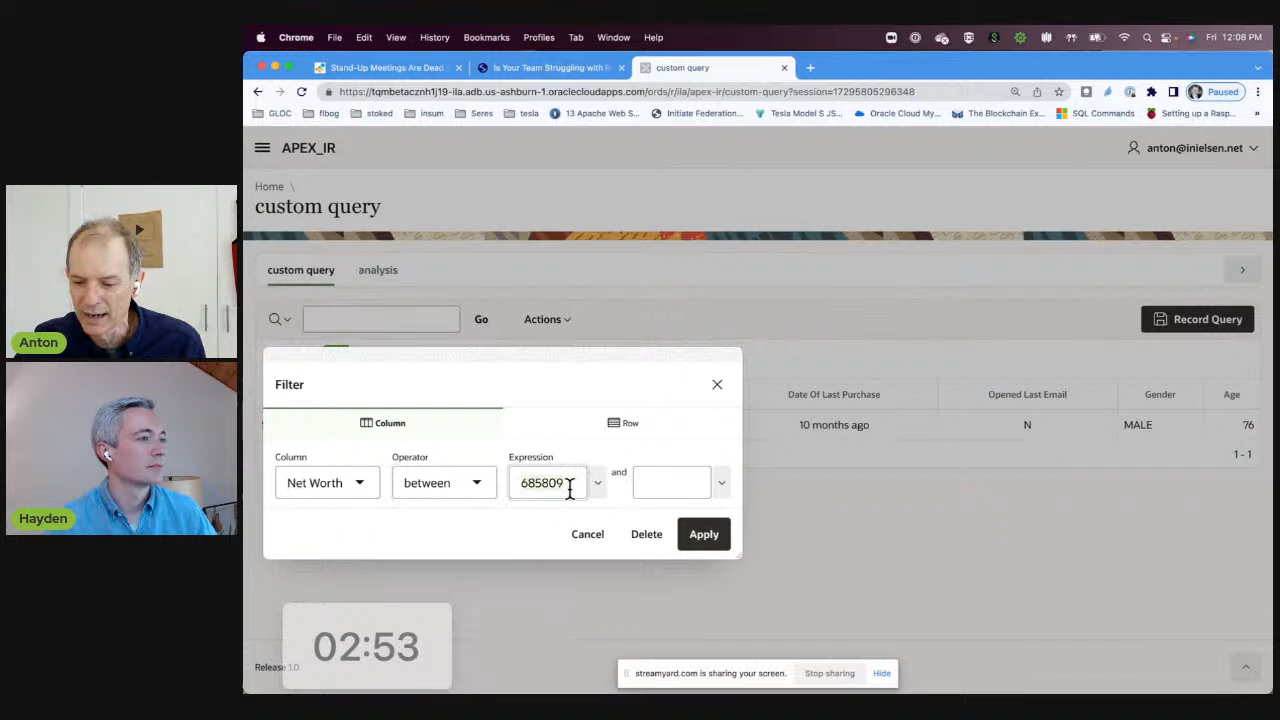 Chrome File Edit View History Bookmarks Profiles Tab Window Help Fri 12:08 PM
Stand-Up Meetings Are Dead Is Your Team Struggling with R custom query
https://tqmbetacznh1j19-ila.adb.us-ashburn-1.oraclecloudapps.com/ords/r/ila/apex-ir/custom-query?session=17295805296348 Paused
GLOC flbog stoked insum Seres tesla 13 Apache Web S... Initiate Federation... Tesla Model S JS... Oracle Cloud My... The Blockchain Ex... SQL Commands Setting up a Rasp...
APEX_IR anton@inielsen.net
Home \
custom query
custom query analysis
Go Actions Record Query
Filter
Date Of Last Purchase Opened Last Email Gender Age
Column Row
10 months ago N MALE 76
Column Operator Expression
1 - 1
Net Worth between 685809 and
Cancel Delete Apply
02:53
Release 1.0
streamyard.com is sharing your screen. Stop sharing Hide
Anton
Hayden